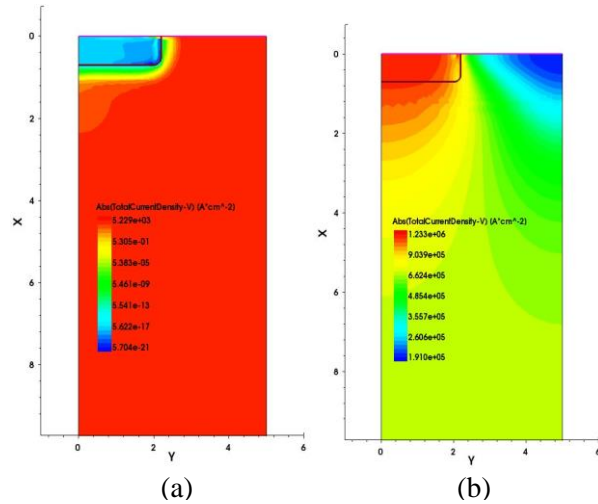 0
2
4
6
8
X
Abs(TotalCurrentDensity-V) (A*cm^-2)
5.229e+03
5.305e-01
5.383e-05
5.461e-09
5.541e-13
5.622e-17
5.704e-21
0 2 4 6
Y
(a)
0
2
4
6
8
X
Abs(TotalCurrentDensity-V) (A*cm^-2)
1.233e+06
9.039e+05
6.624e+05
4.854e+05
3.557e+05
2.606e+05
1.910e+05
0 2 4 6
Y
(b)